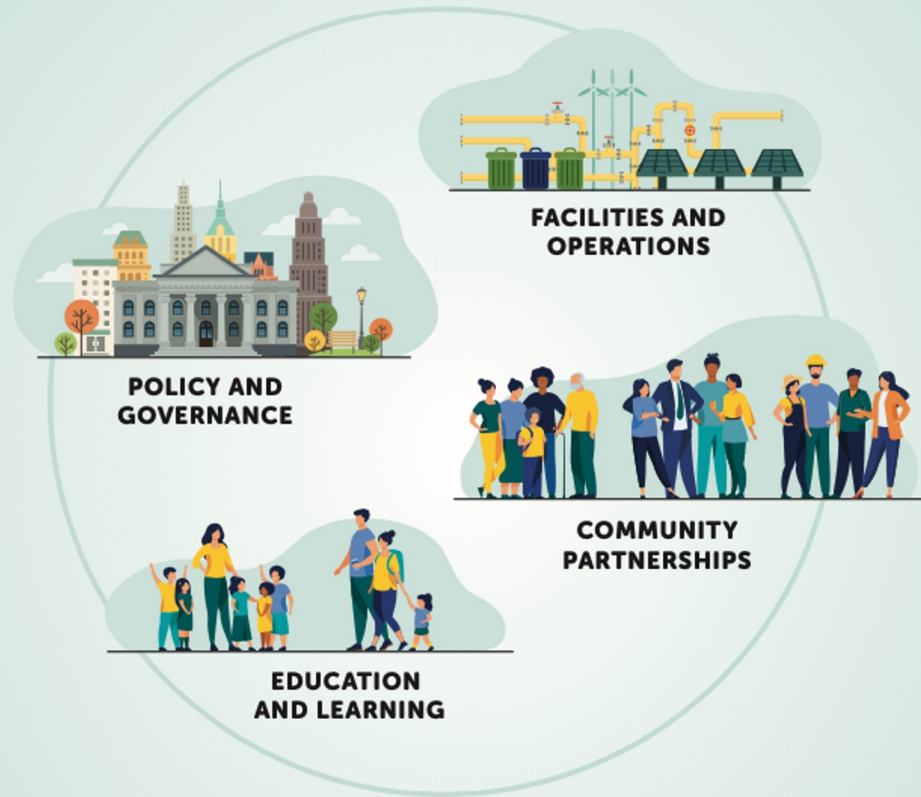 FACILITIES AND
OPERATIONS
POLICY AND
GOVERNANCE
COMMUNITY
PARTNERSHIPS
EDUCATION
AND LEARNING